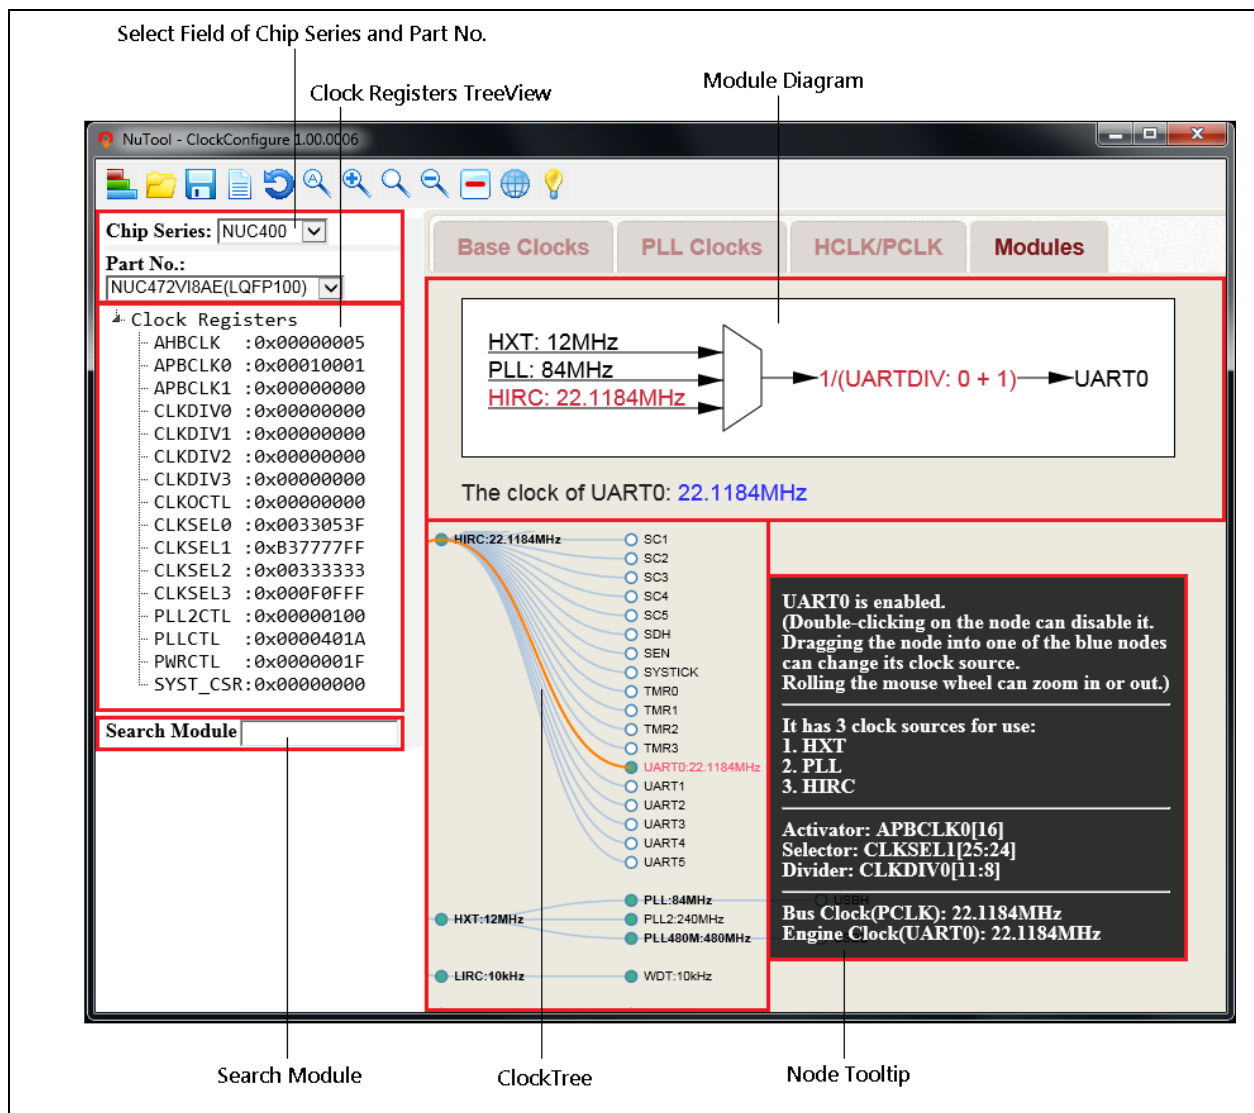 Select Field of Chip Series and Part No.
Clock Registers TreeView
Module Diagram
NuTool - ClockConfigure 1.00.0006
Chip Series: NUC400
Part No.:
NUC472VI8AE(LQFP100)
Base Clocks
PLL Clocks
HCLK/PCLK
Modules
Clock Registers
AHBCLK :0x00000005
APBCLK0 :0x00010001
APBCLK1 :0x00000000
CLKDIV0 :0x00000000
CLKDIV1 :0x00000000
CLKDIV2 :0x00000000
CLKDIV3 :0x00000000
CLKOCTL :0x00000000
CLKSEL0 :0x0033053F
CLKSEL1 :0xB37777FF
CLKSEL2 :0x00333333
CLKSEL3 :0x000F0FFF
PLL2CTL :0x00000100
PLLCTL :0x0000401A
PWRCTL :0x0000001F
SYST_CSR:0x00000000
Search Module
HXT: 12MHz
PLL: 84MHz
HIRC: 22.1184MHz
1/(UARTDIV: 0 + 1)
UART0
The clock of UART0: 22.1184MHz
HIRC:22.1184MHz
SC1
SC2
SC3
SC4
SC5
SDH
SEN
SYSTICK
TMR0
TMR1
TMR2
TMR3
UART0:22.1184MHz
UART1
UART2
UART3
UART4
UART5
HXT:12MHz
PLL:84MHz
PLL2:240MHz
PLL480M:480MHz
USBH
LIRC:10kHz
WDT:10kHz
UART0 is enabled.
(Double-clicking on the node can disable it.
Dragging the node into one of the blue nodes
can change its clock source.
Rolling the mouse wheel can zoom in or out.)
It has 3 clock sources for use:
1. HXT
2. PLL
3. HIRC
Activator: APBCLK0[16]
Selector: CLKSEL1[25:24]
Divider: CLKDIV0[11:8]
Bus Clock(PCLK): 22.1184MHz
Engine Clock(UART0): 22.1184MHz
Search Module
ClockTree
Node Tooltip